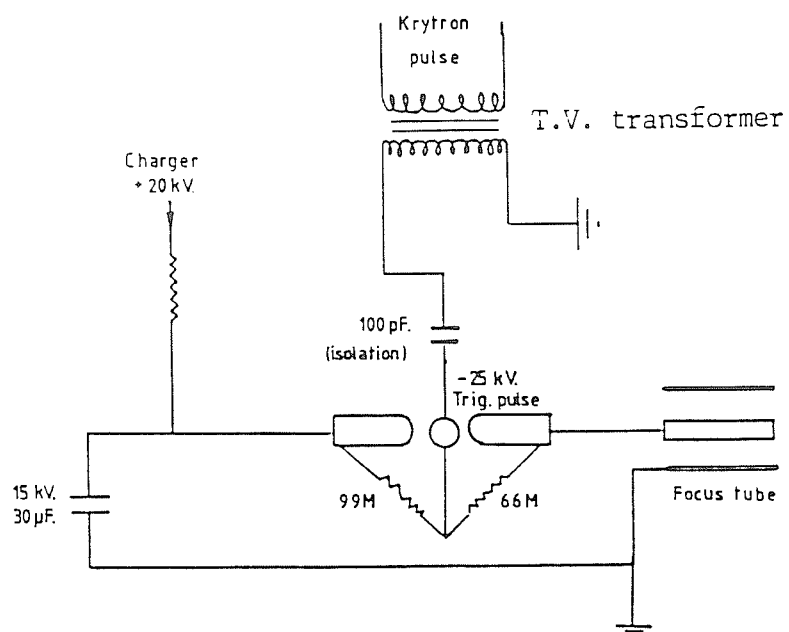 Krytron
pulse
T.V. transformer
Charger
+ 20 kV.
100 pF.
(isolation)
-25 kV.
Trig. pulse
15 kV.
30 µF.
99M
66M
Focus tube